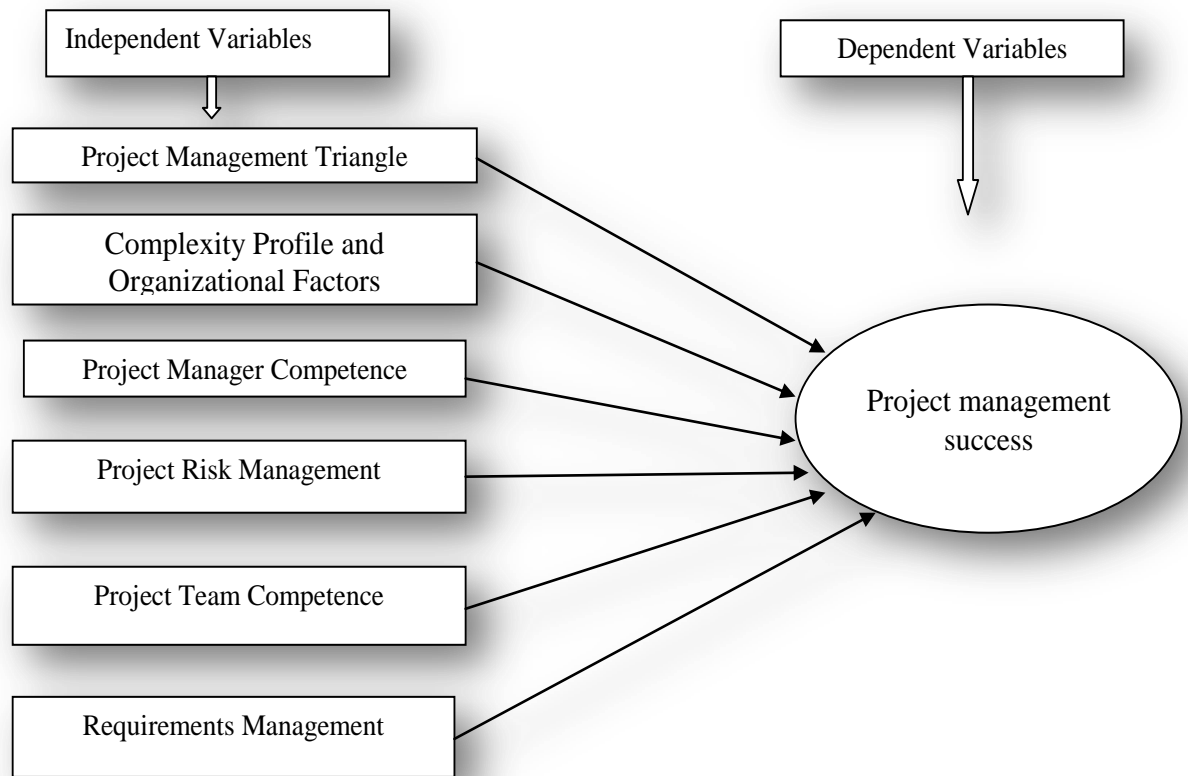 Independent Variables
Dependent Variables
Project Management Triangle
Complexity Profile and
Organizational Factors
Project Manager Competence
Project management
success
Project Risk Management
Project Team Competence
Requirements Management